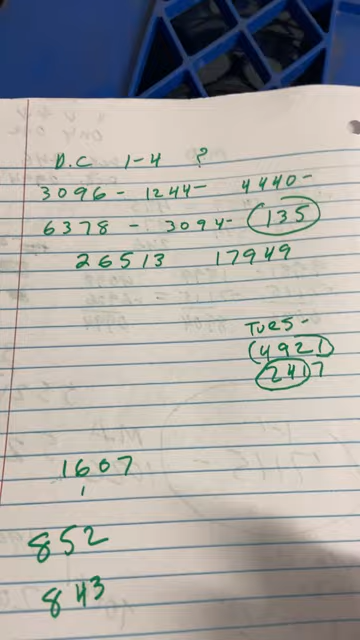 D.C 1-4 ?
3096 - 1244 - 4440 -
6378 - 3094 - 135
26513 17949
TUES -
4921
2417
1607
852
843